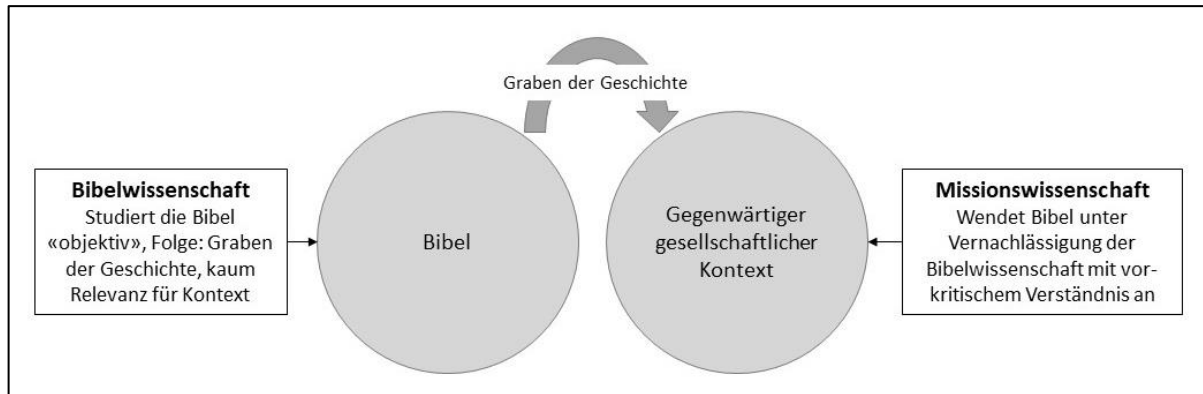 Graben der Geschichte
Bibelwissenschaft
Studiert die Bibel
«objektiv», Folge: Graben
der Geschichte, kaum
Relevanz für Kontext
Bibel
Gegenwärtiger
gesellschaftlicher
Kontext
Missionswissenschaft
Wendet Bibel unter
Vernachlässigung der
Bibelwissenschaft mit vor-
kritischem Verständnis an